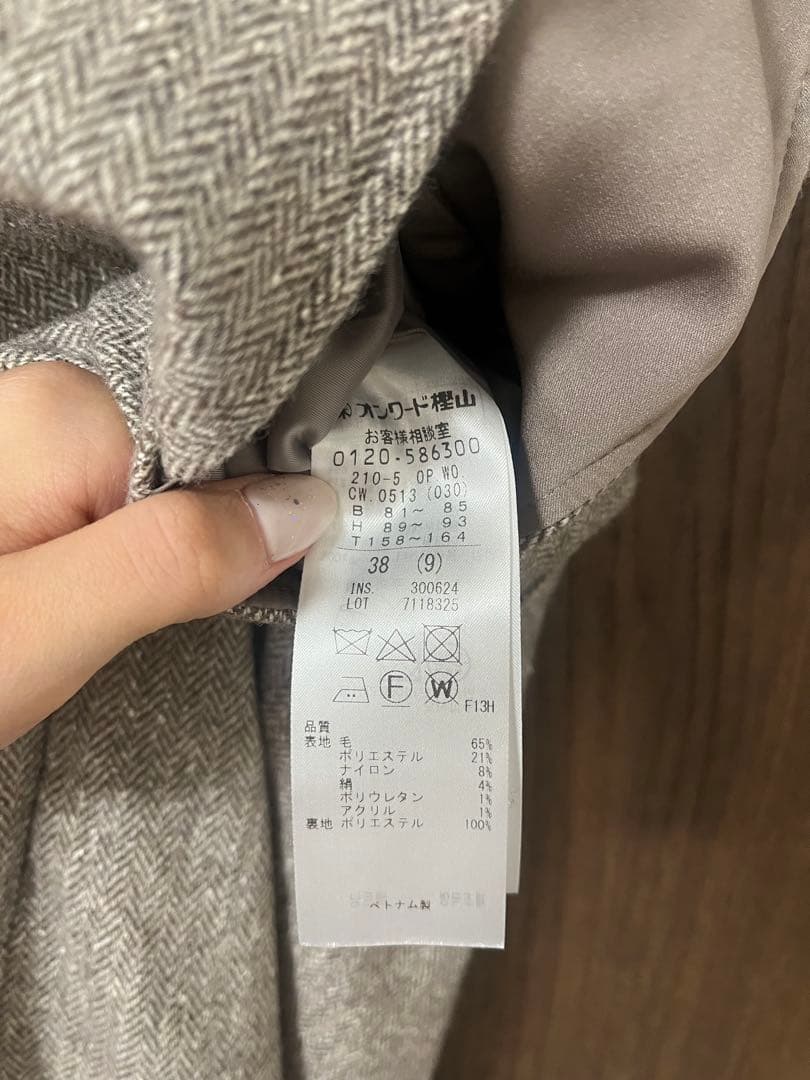 オンワード樫山
お客様相談室
0120-586300
210-5 OP.WO.
CW.0513 (030)
B 81～ 85
H 89～ 93
T 158～164
38 (9)
INS. 300624
LOT 7118325
F W
F13H
品質
表地 毛 65%
ポリエステル 21%
ナイロン 8%
絹 4%
ポリウレタン 1%
アクリル 1%
裏地 ポリエステル 100%
ベトナム製